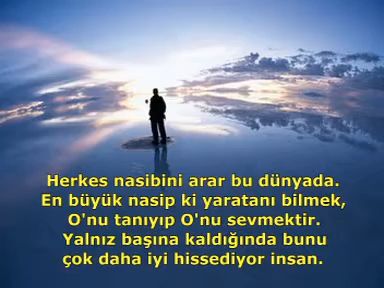 Herkes nasibini arar bu dünyada.
En büyük nasip ki yaratanı bilmek,
O'nu tanıyıp O'nu sevmektir.
Yalnız başına kaldığında bunu
çok daha iyi hissediyor insan.